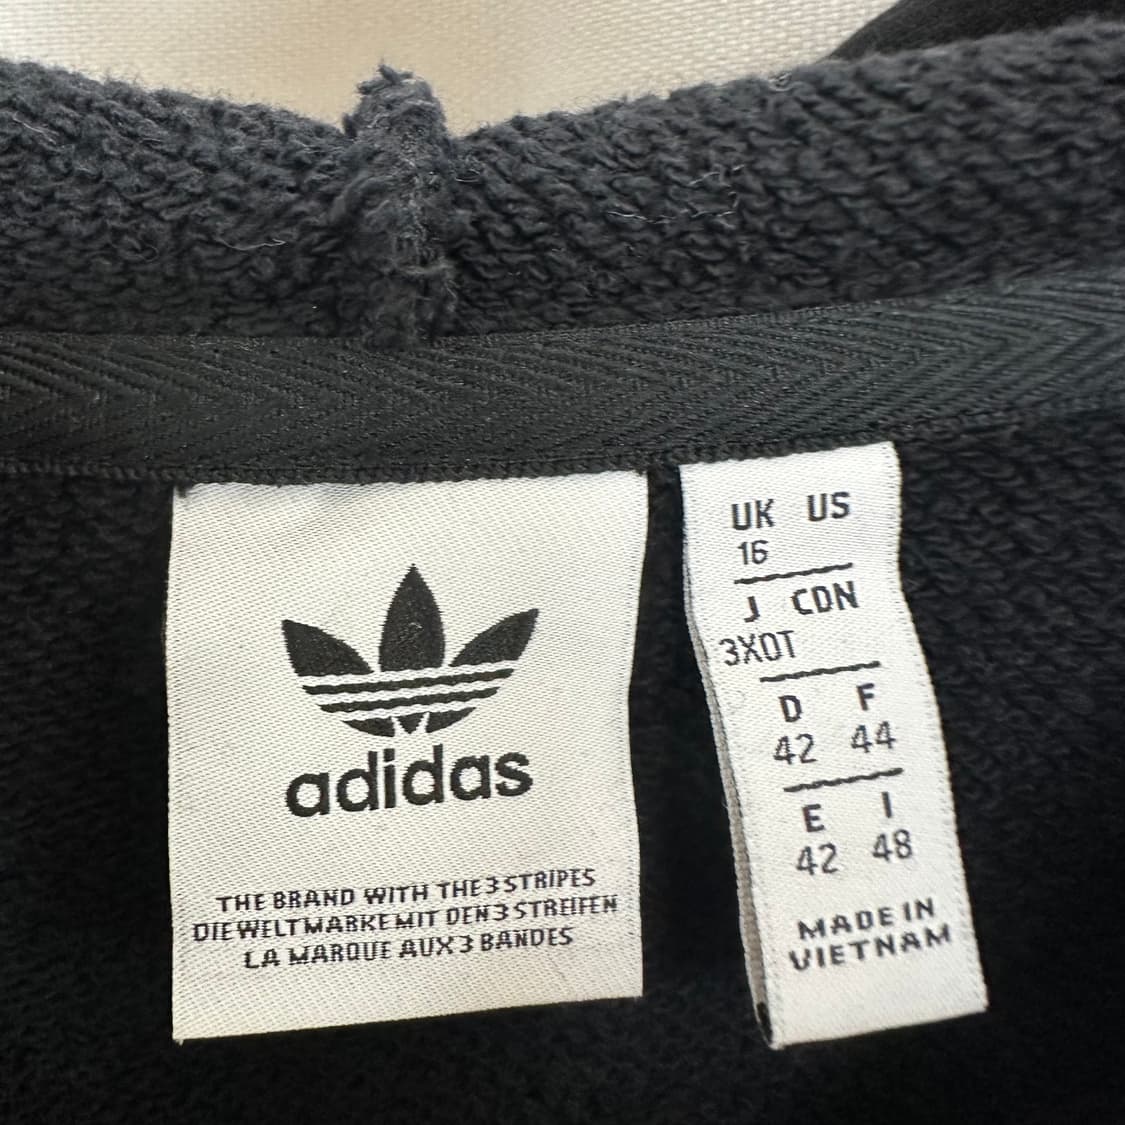 adidas
THE BRAND WITH THE 3 STRIPES
DIE WELTMARKE MIT DEN 3 STREIFEN
LA MARQUE AUX 3 BANDES
UK US
16
J CDN
3XOT
D F
42 44
E I
42 48
MADE IN
VIETNAM